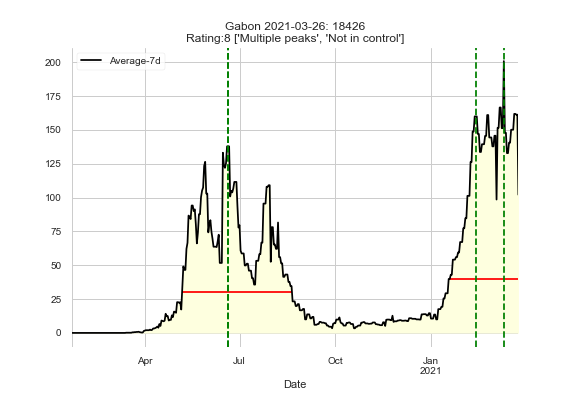 Gabon 2021-03-26: 18426
Rating:8 ['Multiple peaks', 'Not in control']
Average-7d
200
175
150
125
100
75
50
25
0
Apr
Jul
Oct
Jan
2021
Date